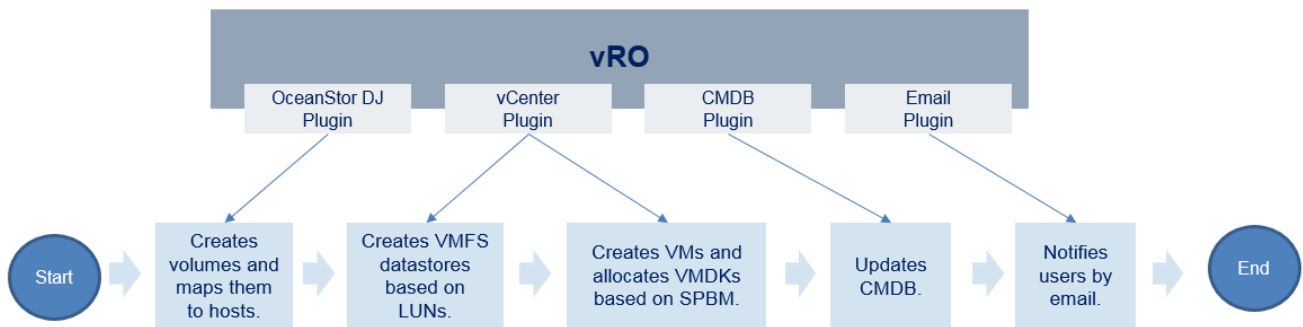 vRO
OceanStor DJ
Plugin
vCenter
Plugin
CMDB
Plugin
Email
Plugin
Start
Creates
volumes and
maps them
to hosts.
Creates VMFS
datastores
based on
LUNs.
Creates VMs and
allocates VMDKs
based on SPBM.
Updates
CMDB.
Notifies
users by
email.
End